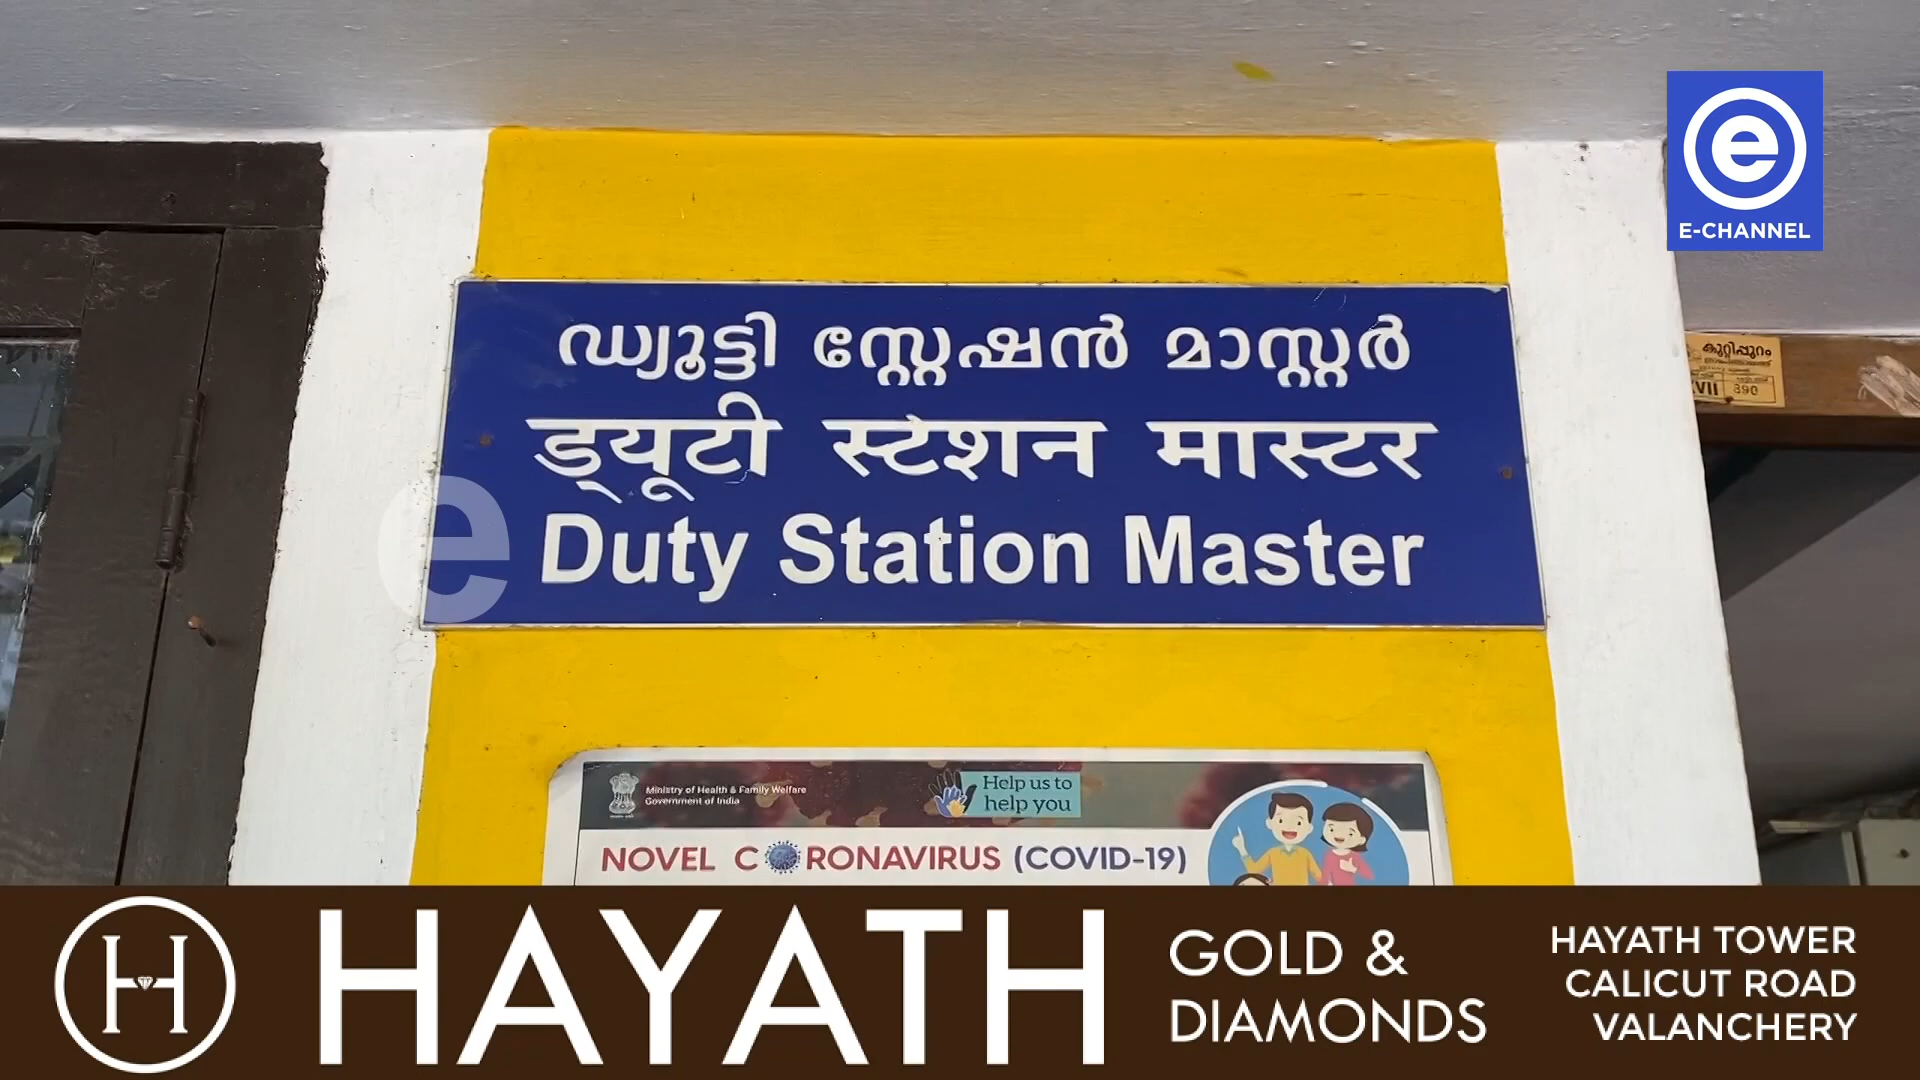 E-CHANNEL
ഡ്യൂട്ടി സ്റ്റേഷൻ മാസ്റ്റർ
ड्यूटी स्टेशन मास्टर
Duty Station Master
e
കുറ്റിപ്പുറം
VII 390
Ministry of Health & Family Welfare
Government of India
Help us to
help you
NOVEL CORONAVIRUS (COVID-19)
H HAYATH
GOLD &
DIAMONDS
HAYATH TOWER
CALICUT ROAD
VALANCHERY